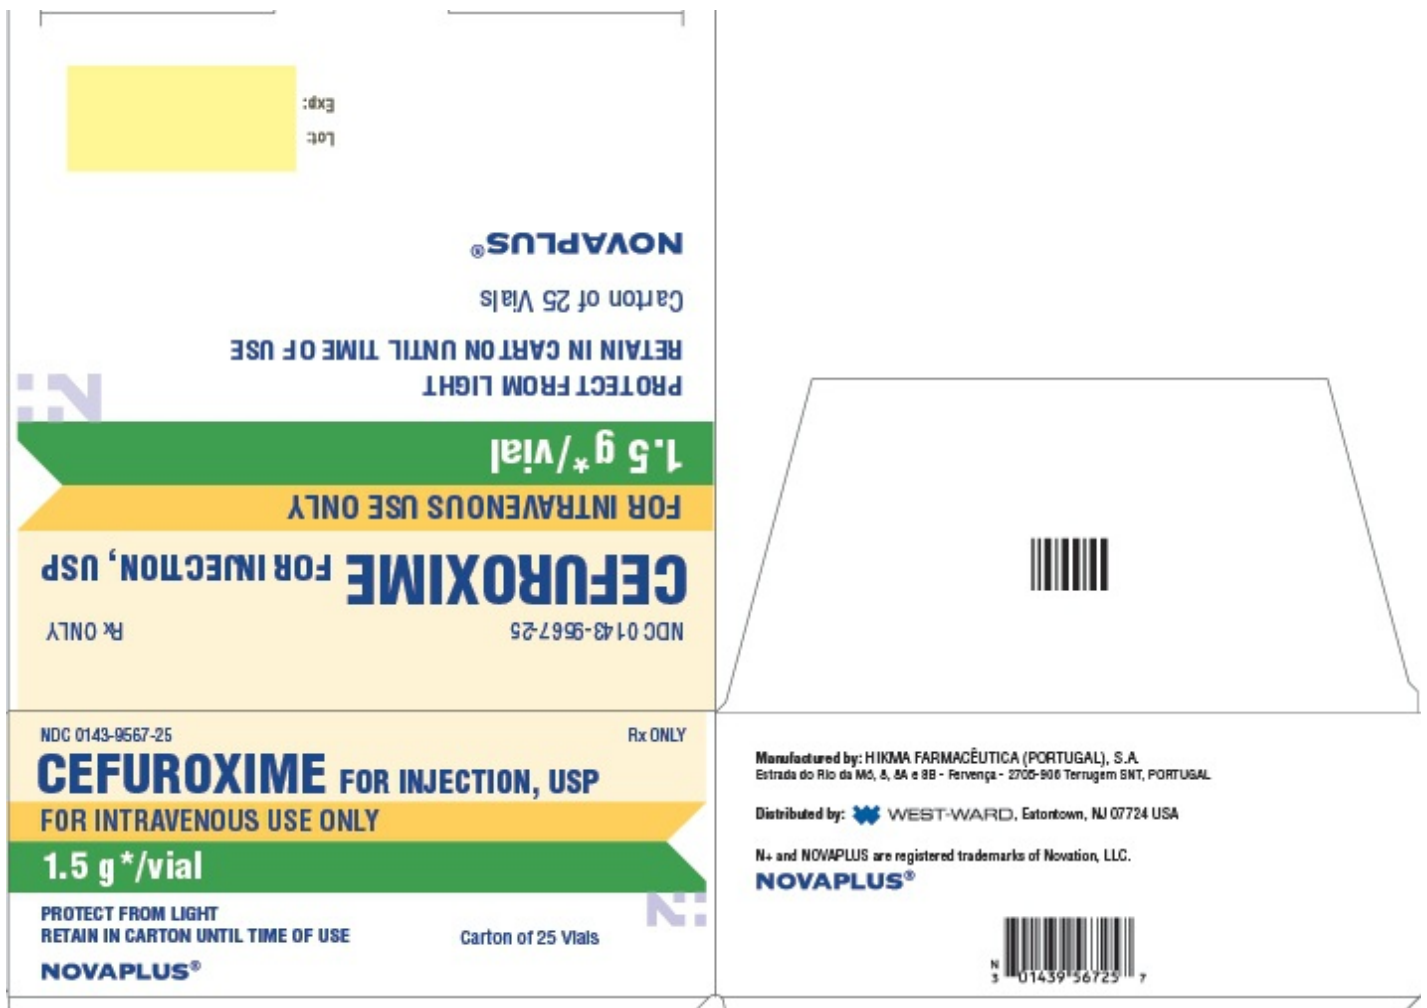 Exp:
Lot:
NOVAPLUS®
Carton of 25 Vials
RETAIN IN CARTON UNTIL TIME OF USE
PROTECT FROM LIGHT
1.5 g*/vial
FOR INTRAVENOUS USE ONLY
CEFUROXIME FOR INJECTION, USP
NDC 0143-9567-25 Rx ONLY
NDC 0143-9567-25 Rx ONLY
CEFUROXIME FOR INJECTION, USP
FOR INTRAVENOUS USE ONLY
1.5 g*/vial
PROTECT FROM LIGHT
RETAIN IN CARTON UNTIL TIME OF USE
Carton of 25 Vials
NOVAPLUS®
Manufactured by: HIKMA FARMACÊUTICA (PORTUGAL), S.A.
Estrada do Rio da Mó, 8, 8A e 8B - Fervença - 2705-906 Terrugem SNT, PORTUGAL
Distributed by: WEST-WARD, Eatontown, NJ 07724 USA
N+ and NOVAPLUS are registered trademarks of Novation, LLC.
NOVAPLUS®
N
3 01439 56725 7